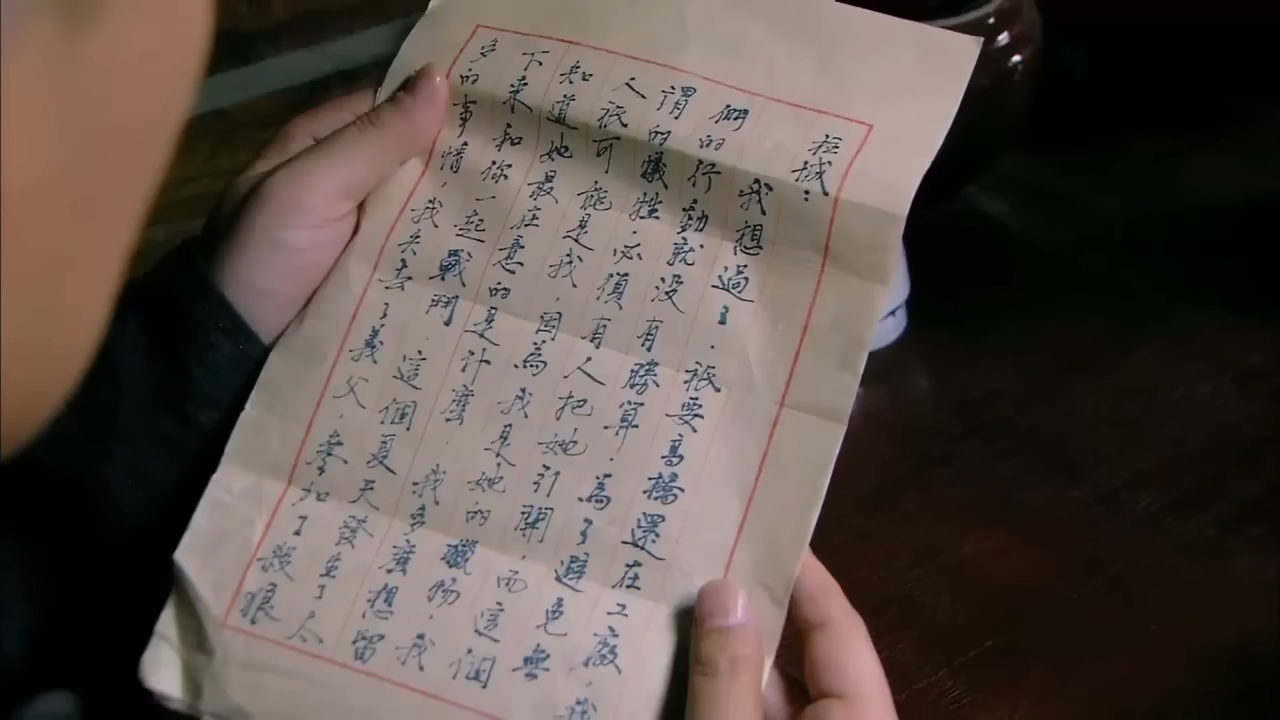 城：
我想過了．祇要高橋還在工廠，我
們的行動就没有勝算．為了避免無
謂的犧牲．必須有人把她引開，而這個
人祇可能是我．因為我是她的獵物．我
知道她最在意的是什麼．我多麼想留
下来和你一起戰鬥．這個夏天發生了太
多的事情，我失去了義父，參加了殺狼